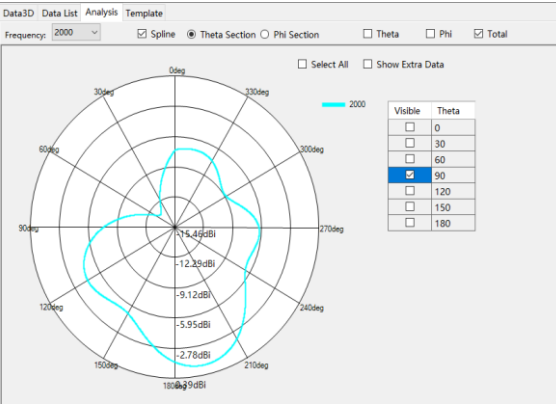 Data3D Data List Analysis Template
Frequency: 2000 Spline Theta Section Phi Section Theta Phi Total
Select All Show Extra Data
0deg
30deg
330deg
2000
60deg
300deg
90deg
270deg
120deg
240deg
150deg
210deg
180deg
-15.46dBi
-12.29dBi
-9.12dBi
-5.95dBi
-2.78dBi
0.39dBi
Visible Theta
0
30
60
90
120
150
180